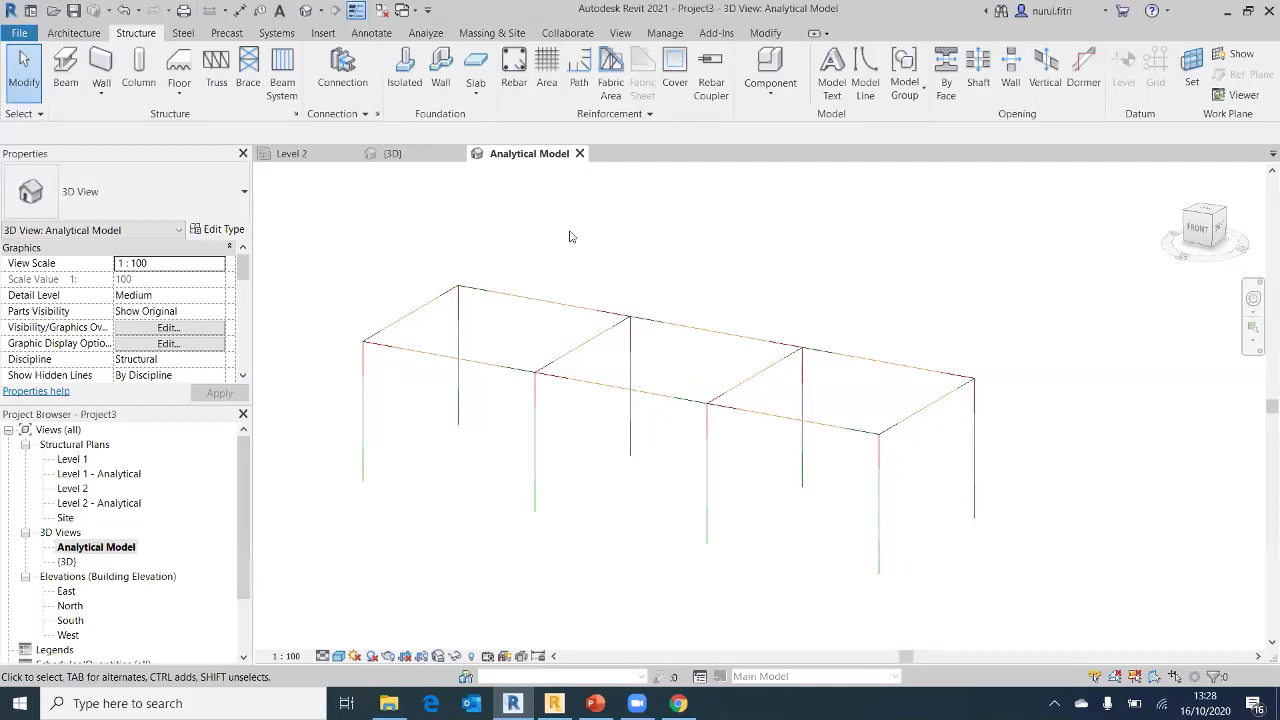 Autodesk Revit 2021 - Project3 - 3D View: Analytical Model
nurul.fitri
File Architecture Structure Steel Precast Systems Insert Annotate Analyze Massing & Site Collaborate View Manage Add-Ins Modify
Modify Beam Wall Column Floor Truss Brace Beam System Connection Isolated Wall Slab Rebar Area Path Fabric Area Fabric Sheet Cover Rebar Coupler Component Model Text Model Line Model Group By Face Shaft Wall Vertical Dormer Level Grid Set Show
Ref Plane
Viewer
Select Structure Connection Foundation Reinforcement Model Opening Datum Work Plane
Properties
Level 2 {3D} Analytical Model
3D View
3D View: Analytical Model Edit Type
Graphics
View Scale 1 : 100
Scale Value 1: 100
Detail Level Medium
Parts Visibility Show Original
Visibility/Graphics Ov... Edit...
Graphic Display Optio... Edit...
Discipline Structural
Show Hidden Lines By Discipline
Properties help Apply
Project Browser - Project3
Views (all)
Structural Plans
Level 1
Level 1 - Analytical
Level 2
Level 2 - Analytical
Site
3D Views
Analytical Model
{3D}
Elevations (Building Elevation)
East
North
South
West
Legends
FRONT
1 : 100
Click to select, TAB for alternates, CTRL adds, SHIFT unselects.
:0
Main Model
:0
Type here to search
13:28
16/10/2020